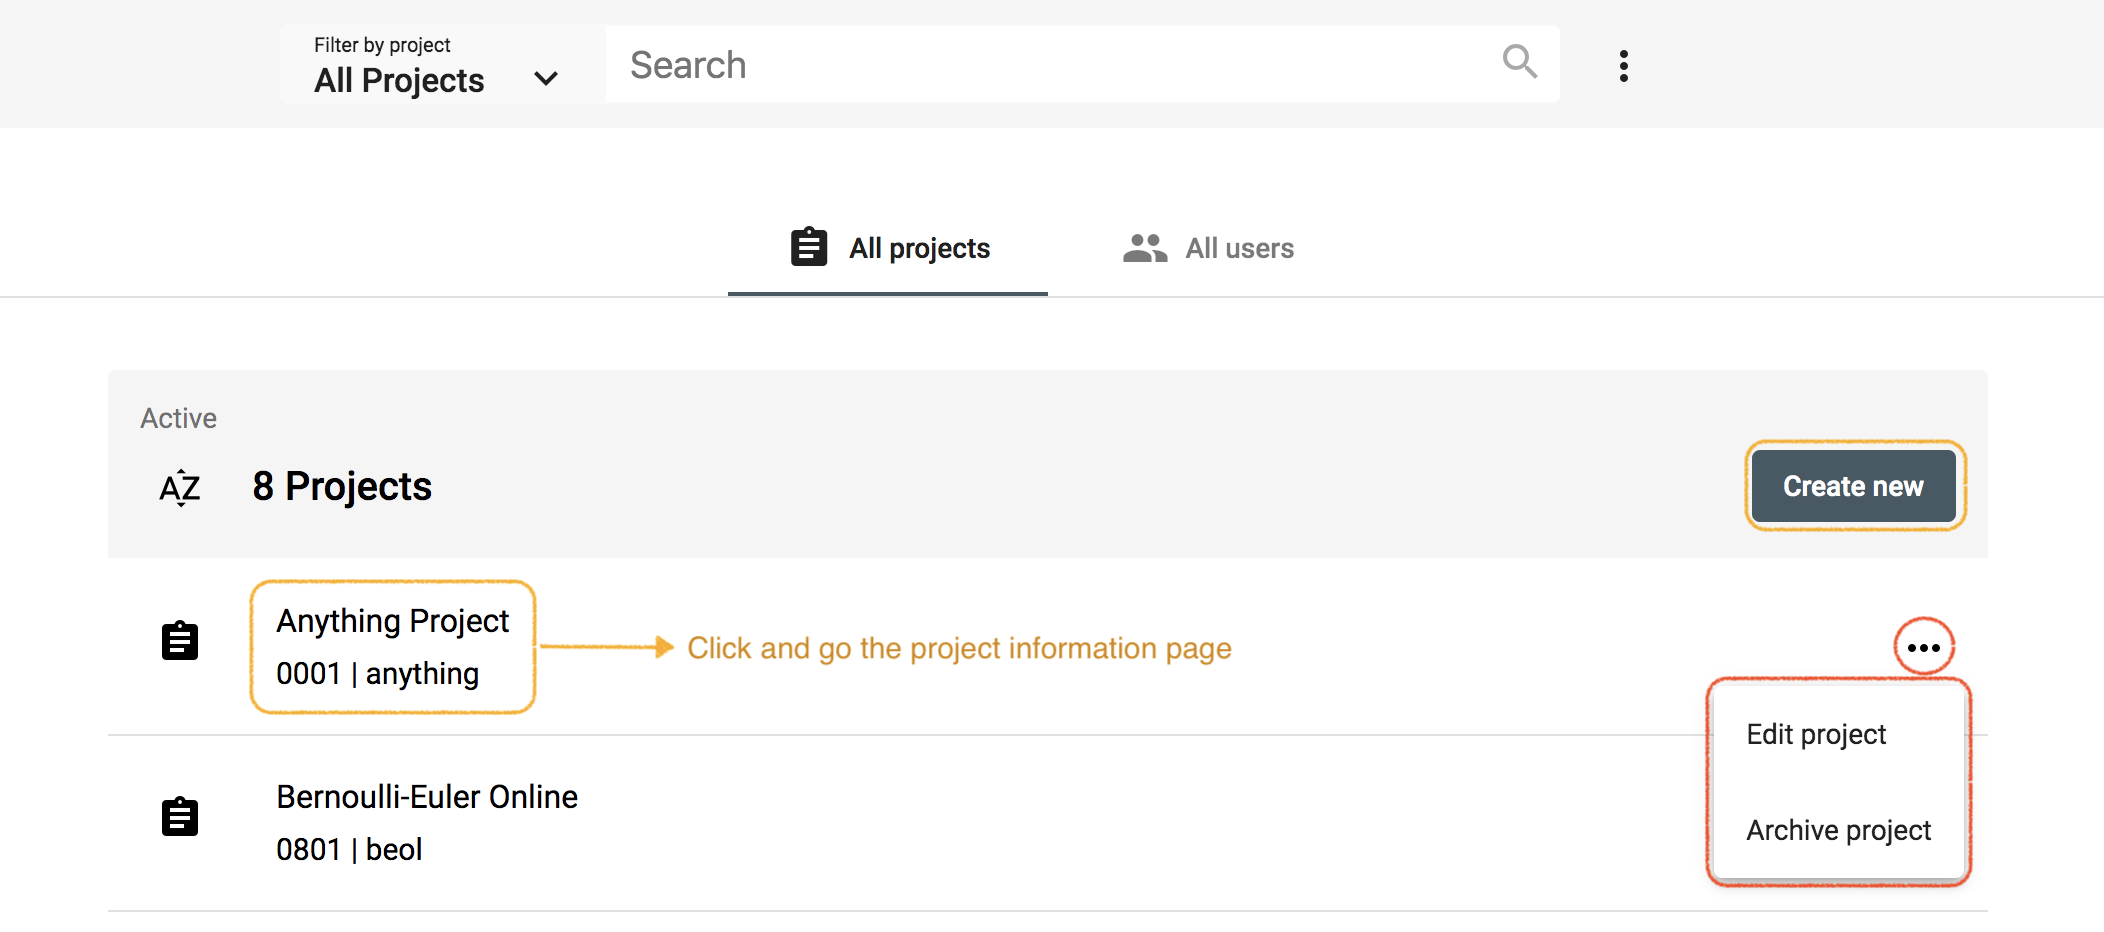 Filter by project
All Projects
Search
All projects
All users
Active
AZ
8 Projects
Create new
Anything Project
0001 | anything
Click and go the project information page
Edit project
Archive project
Bernoulli-Euler Online
0801 | beol